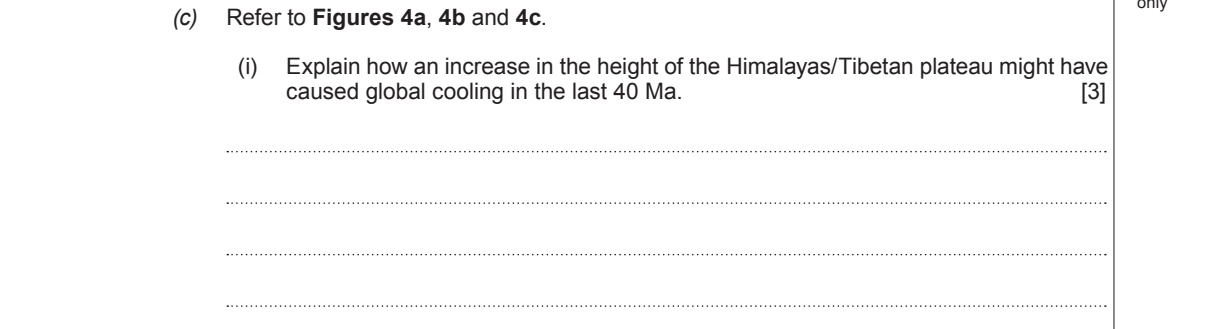 only
(c) Refer to Figures 4a, 4b and 4c.
(i) Explain how an increase in the height of the Himalayas/Tibetan plateau might have
caused global cooling in the last 40 Ma. [3]